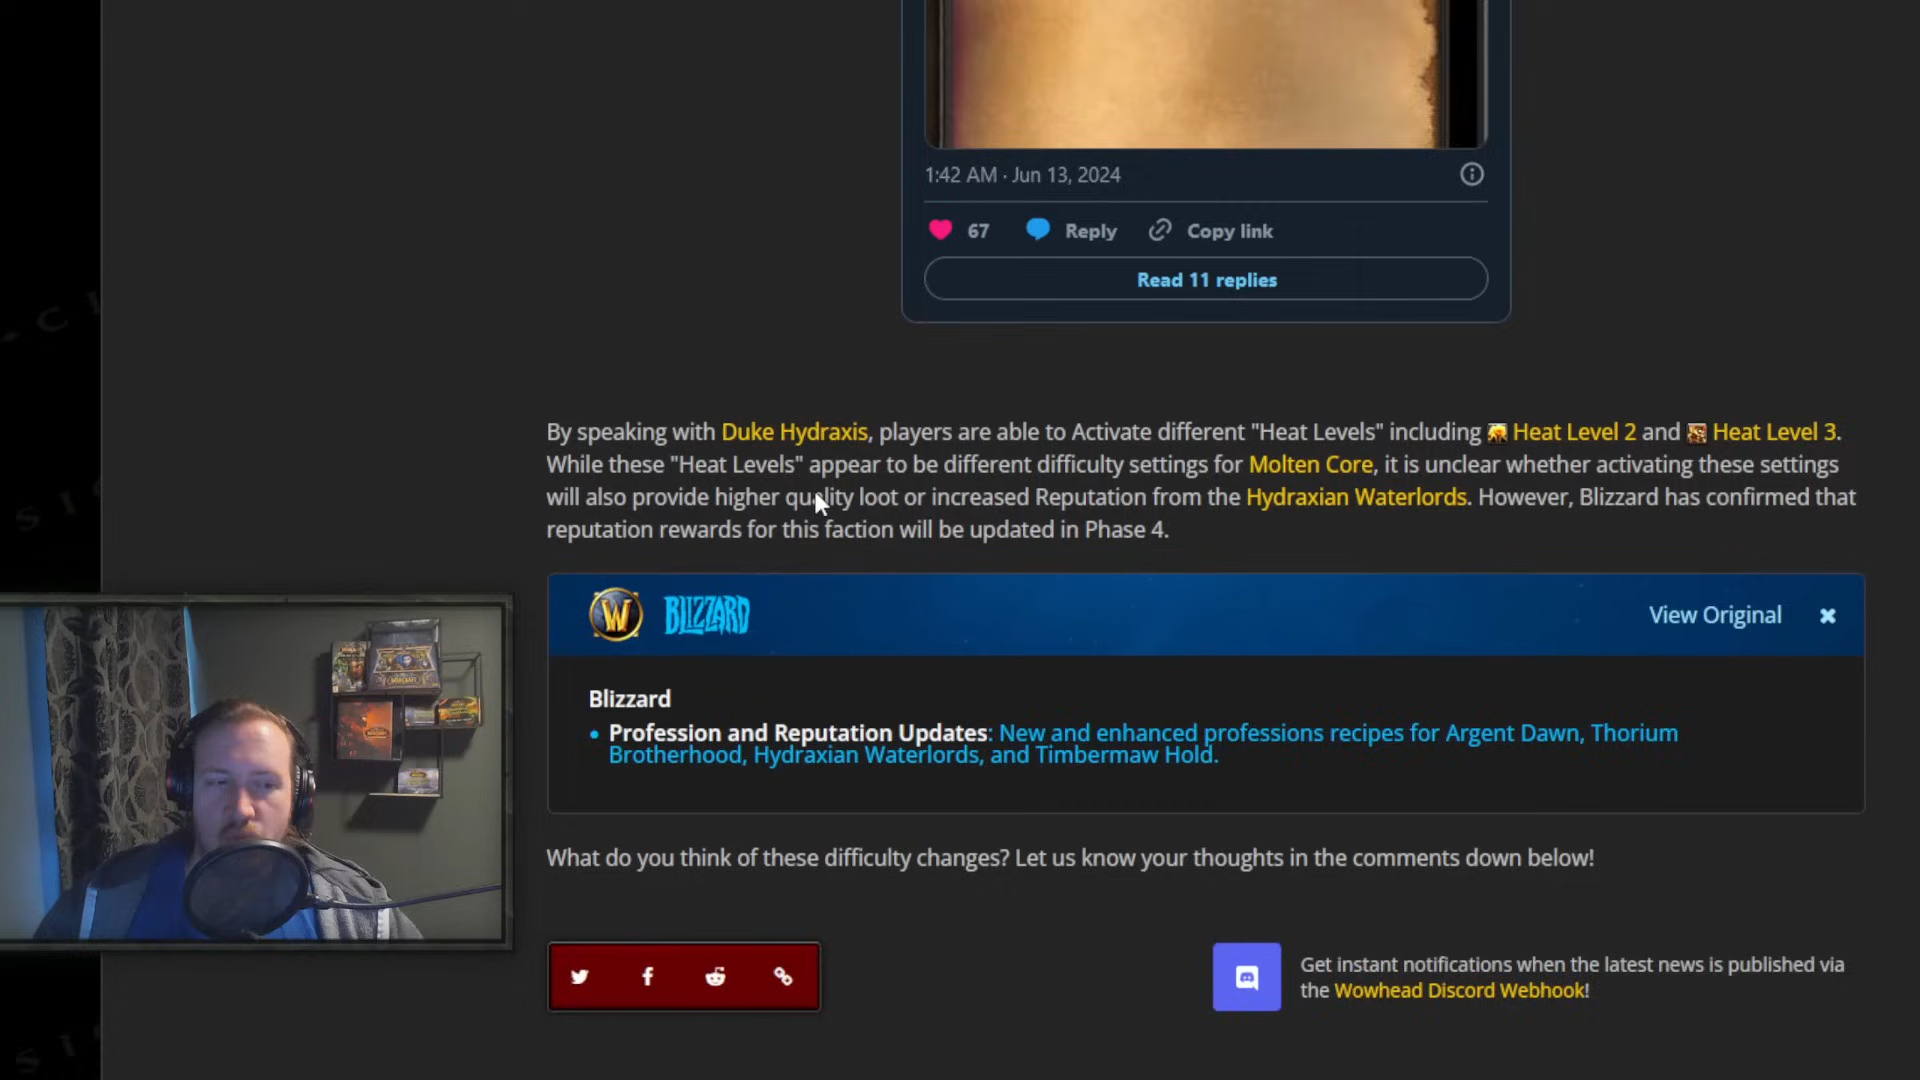 1:42 AM · Jun 13, 2024
67 Reply Copy link
Read 11 replies
By speaking with Duke Hydraxis, players are able to Activate different "Heat Levels" including Heat Level 2 and Heat Level 3.
While these "Heat Levels" appear to be different difficulty settings for Molten Core, it is unclear whether activating these settings
will also provide higher quality loot or increased Reputation from the Hydraxian Waterlords. However, Blizzard has confirmed that
reputation rewards for this faction will be updated in Phase 4.
W BLIZZARD View Original
Blizzard
• Profession and Reputation Updates: New and enhanced professions recipes for Argent Dawn, Thorium
Brotherhood, Hydraxian Waterlords, and Timbermaw Hold.
What do you think of these difficulty changes? Let us know your thoughts in the comments down below!
Get instant notifications when the latest news is published via
the Wowhead Discord Webhook!